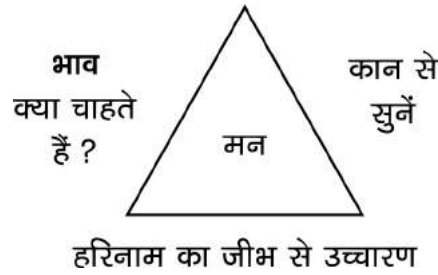 भाव
क्या चाहते
हैं ?
कान से
सुनें
मन
हरिनाम का जीभ से उच्चारण